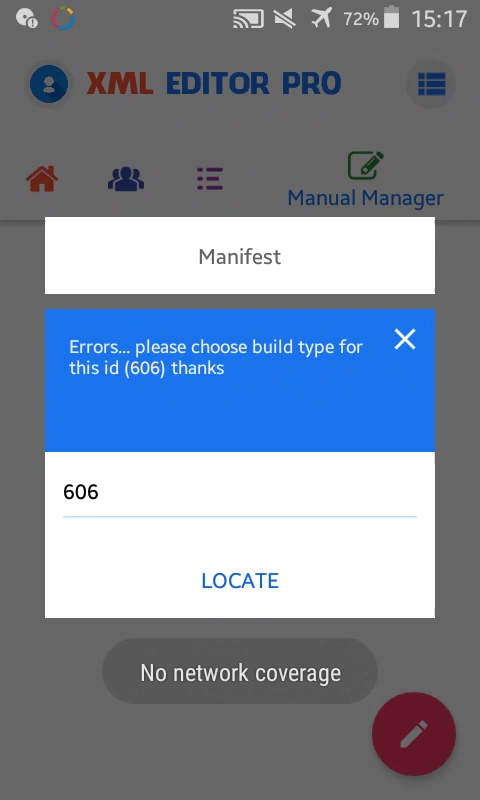 72% 15:17
XML EDITOR PRO
Manual Manager
Manifest
Errors... please choose build type for
this id (606) thanks
606
LOCATE
No network coverage